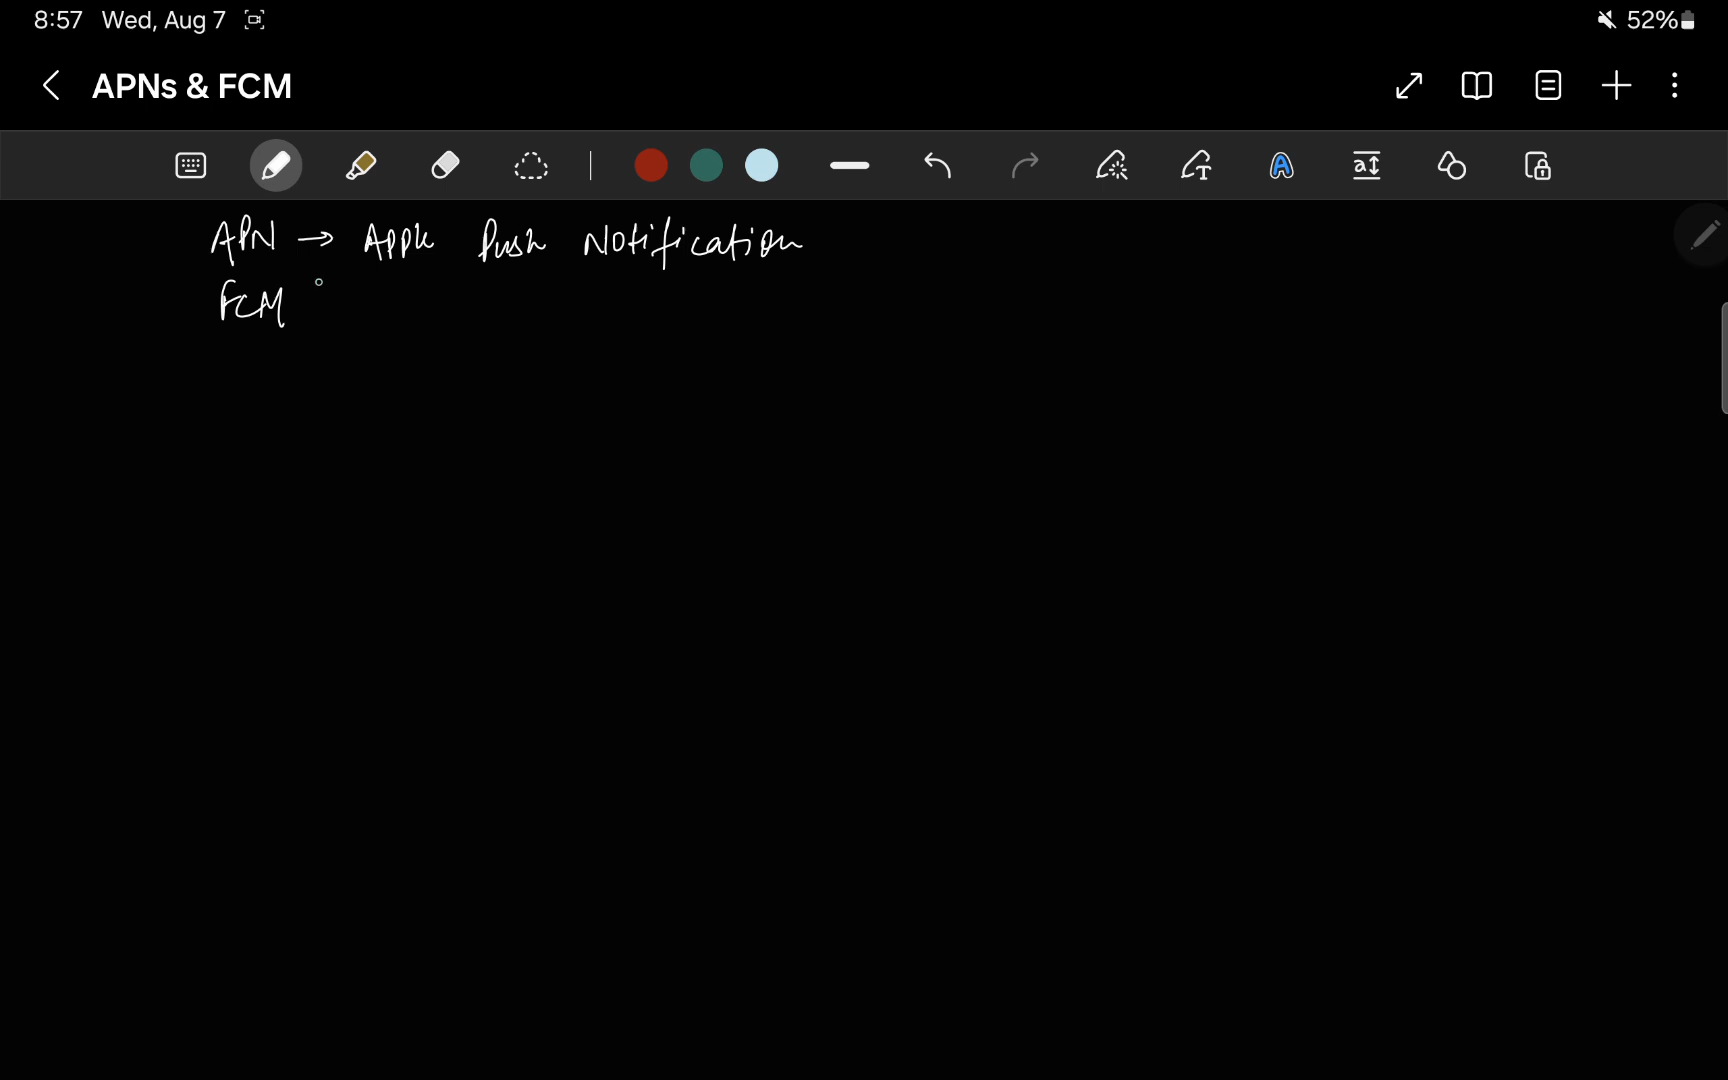 8:57 Wed, Aug 7 52%
APNs & FCM
APN → Apple Push Notification
FCM